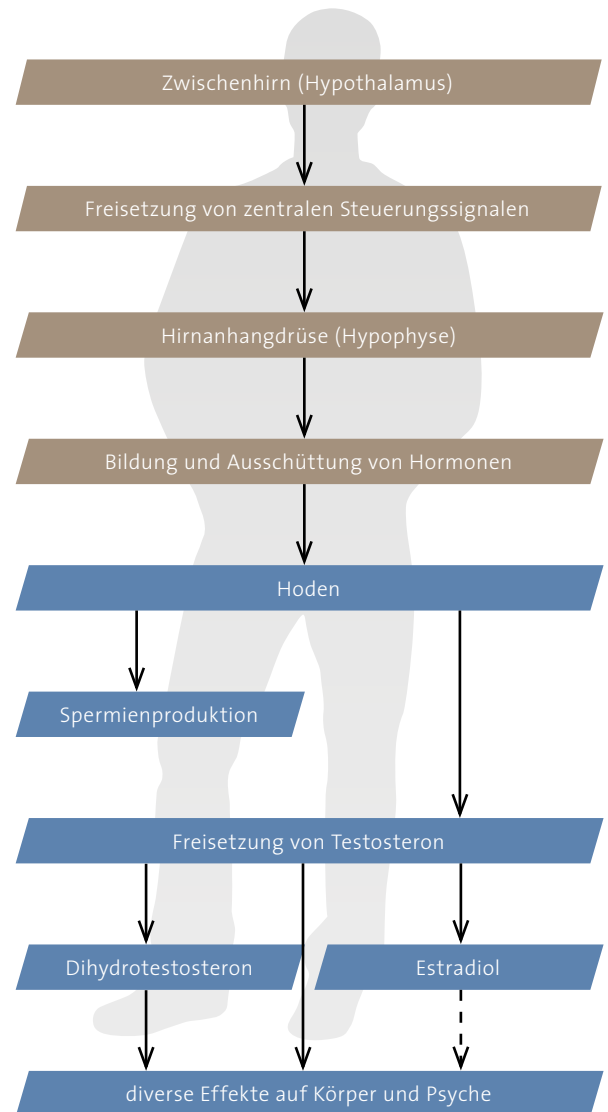 Zwischenhirn (Hypothalamus)
Freisetzung von zentralen Steuerungssignalen
Hirnanhangdrüse (Hypophyse)
Bildung und Ausschüttung von Hormonen
Hoden
Spermienproduktion
Freisetzung von Testosteron
Dihydrotestosteron
Estradiol
diverse Effekte auf Körper und Psyche